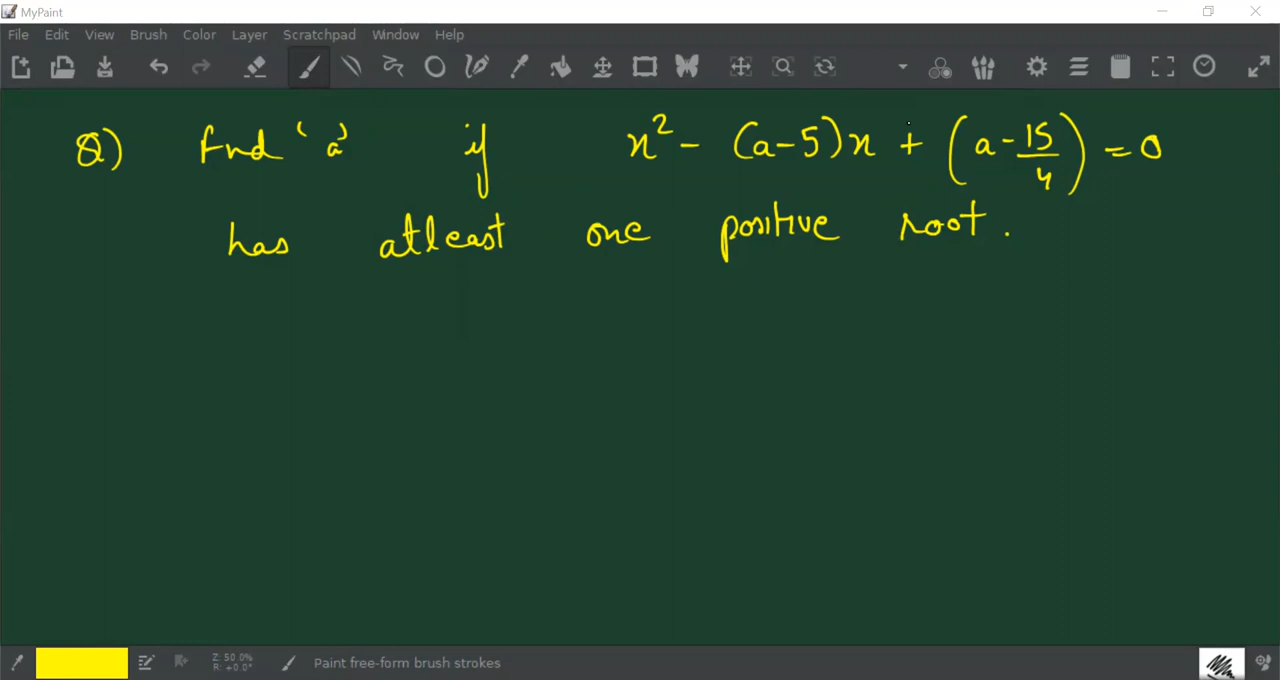 MyPaint
File Edit View Brush Color Layer Scratchpad Window Help
Q) find 'a' if x² - (a-5)x + (a - 15/4) = 0
has atleast one positive root.
Z: 50.0%
R: +0.0°
Paint free-form brush strokes